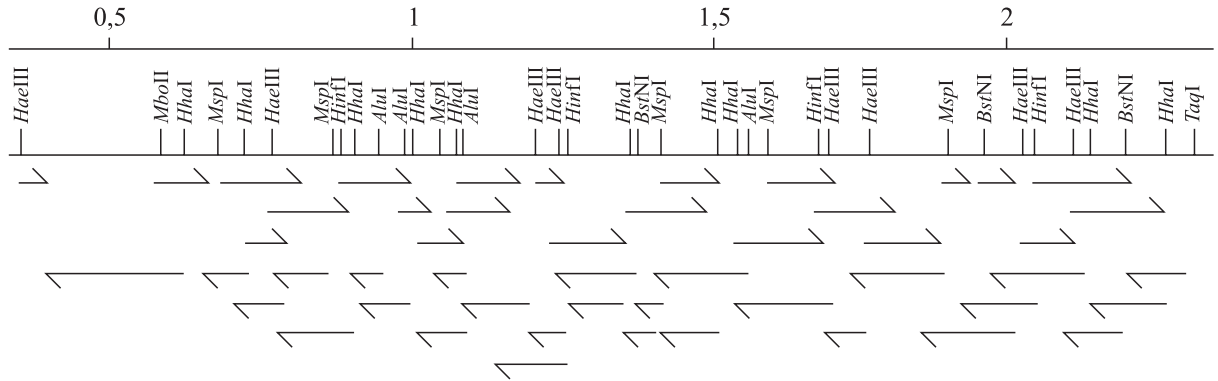 0,5 1 1,5 2
HaeIII MboII HhaI MspI HhaI HaeIII MspI HinfI HhaI AluI AluI HhaI MspI HhaI AluI HaeIII HaeIII HinfI HhaI BstNI MspI HhaI HhaI AluI MspI HinfI HaeIII HaeIII MspI BstNI HaeIII HinfI HaeIII HhaI BstNI HhaI TaqI